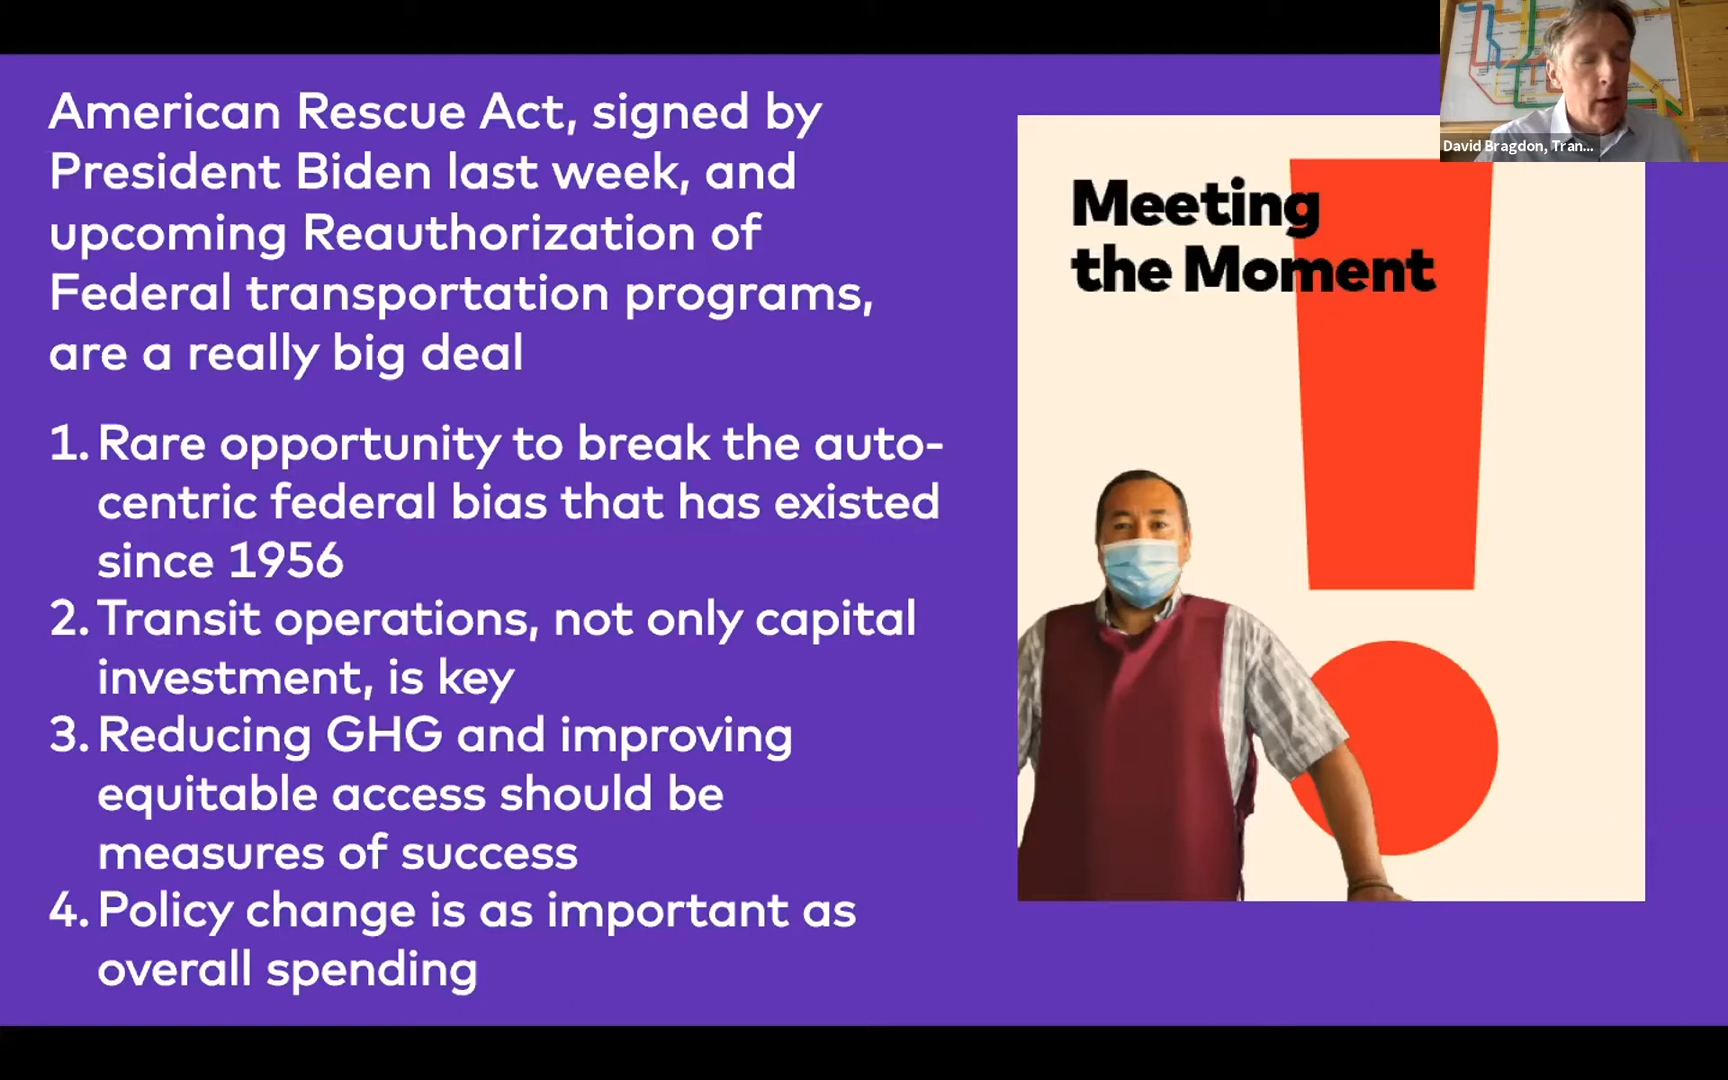 American Rescue Act, signed by
President Biden last week, and
upcoming Reauthorization of
Federal transportation programs,
are a really big deal
1. Rare opportunity to break the auto-
centric federal bias that has existed
since 1956
2. Transit operations, not only capital
investment, is key
3. Reducing GHG and improving
equitable access should be
measures of success
4. Policy change is as important as
overall spending
Meeting
the Moment
David Bragdon, Tran...